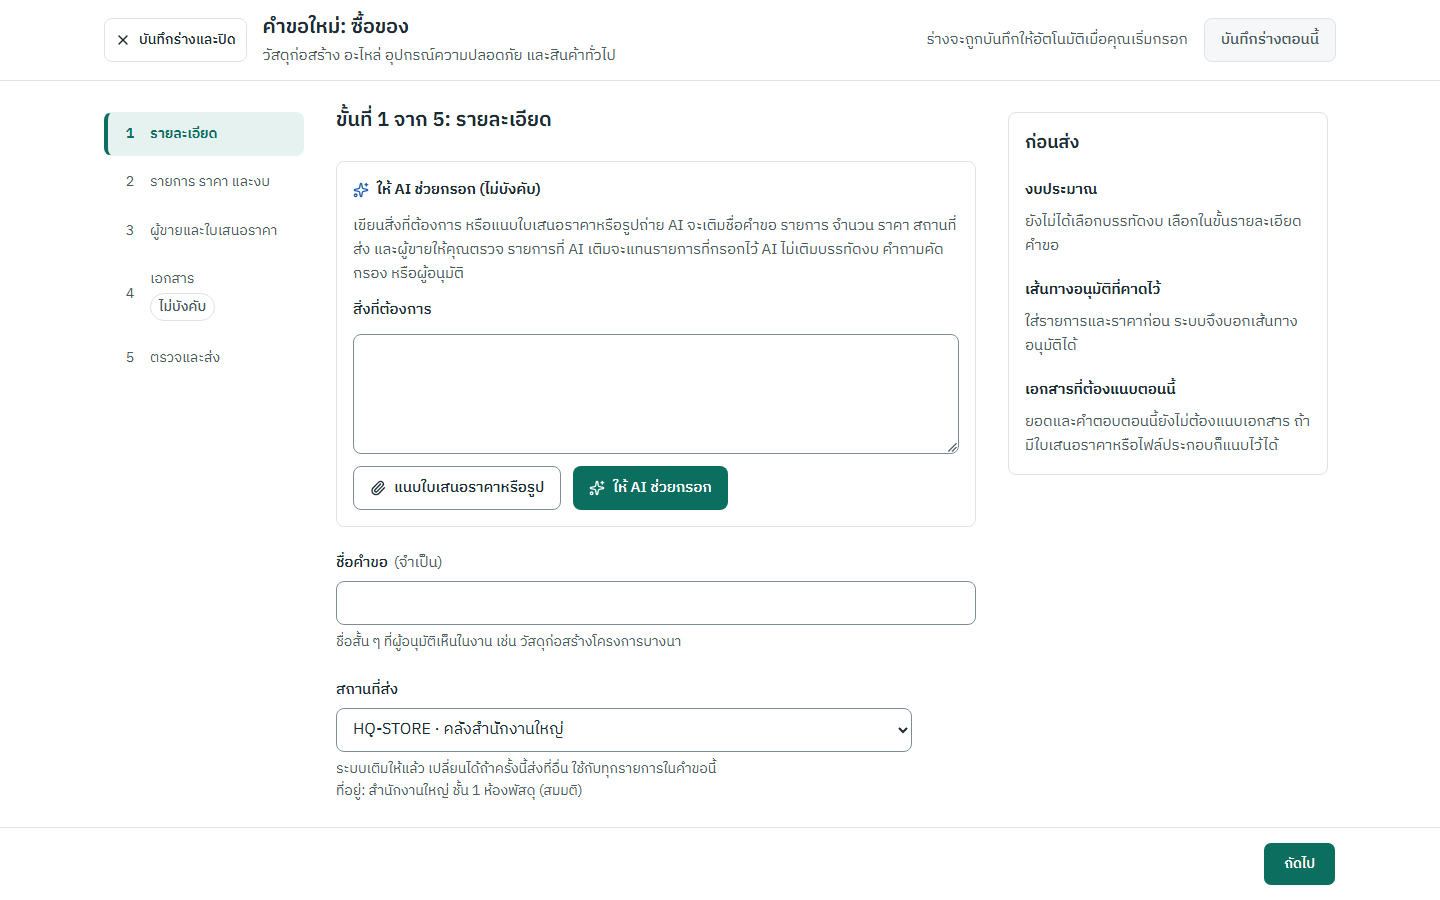 บันทึกร่างและปิด
คำขอใหม่: ซื้อของ
วัสดุก่อสร้าง อะไหล่ อุปกรณ์ความปลอดภัย และสินค้าทั่วไป
ร่างจะถูกบันทึกให้อัตโนมัติเมื่อคุณเริ่มกรอก
บันทึกร่างตอนนี้
1 รายละเอียด
2 รายการ ราคา และงบ
3 ผู้ขายและใบเสนอราคา
4 เอกสาร
ไม่บังคับ
5 ตรวจและส่ง
ขั้นที่ 1 จาก 5: รายละเอียด
ให้ AI ช่วยกรอก (ไม่บังคับ)
เขียนสิ่งที่ต้องการ หรือแนบใบเสนอราคาหรือรูปถ่าย AI จะเติมชื่อคำขอ รายการ จำนวน ราคา สถานที่
ส่ง และผู้ขายให้คุณตรวจ รายการที่ AI เติมจะแทนรายการที่กรอกไว้ AI ไม่เติมบรรทัดงบ คำถามคัด
กรอง หรือผู้อนุมัติ
สิ่งที่ต้องการ
แนบใบเสนอราคาหรือรูป
ให้ AI ช่วยกรอก
ชื่อคำขอ (จำเป็น)
ชื่อสั้น ๆ ที่ผู้อนุมัติเห็นในงาน เช่น วัสดุก่อสร้างโครงการบางนา
สถานที่ส่ง
HQ-STORE · คลังสำนักงานใหญ่
ระบบเติมให้แล้ว เปลี่ยนได้ถ้าครั้งนี้ส่งที่อื่น ใช้กับทุกรายการในคำขอนี้
ที่อยู่: สำนักงานใหญ่ ชั้น 1 ห้องพัสดุ (สมมติ)
ก่อนส่ง
งบประมาณ
ยังไม่ได้เลือกบรรทัดงบ เลือกในขั้นรายละเอียด
คำขอ
เส้นทางอนุมัติที่คาดไว้
ใส่รายการและราคาก่อน ระบบจึงบอกเส้นทาง
อนุมัติได้
เอกสารที่ต้องแนบตอนนี้
ยอดและคำตอบตอนนี้ยังไม่ต้องแนบเอกสาร ถ้า
มีใบเสนอราคาหรือไฟล์ประกอบก็แนบไว้ได้
ถัดไป